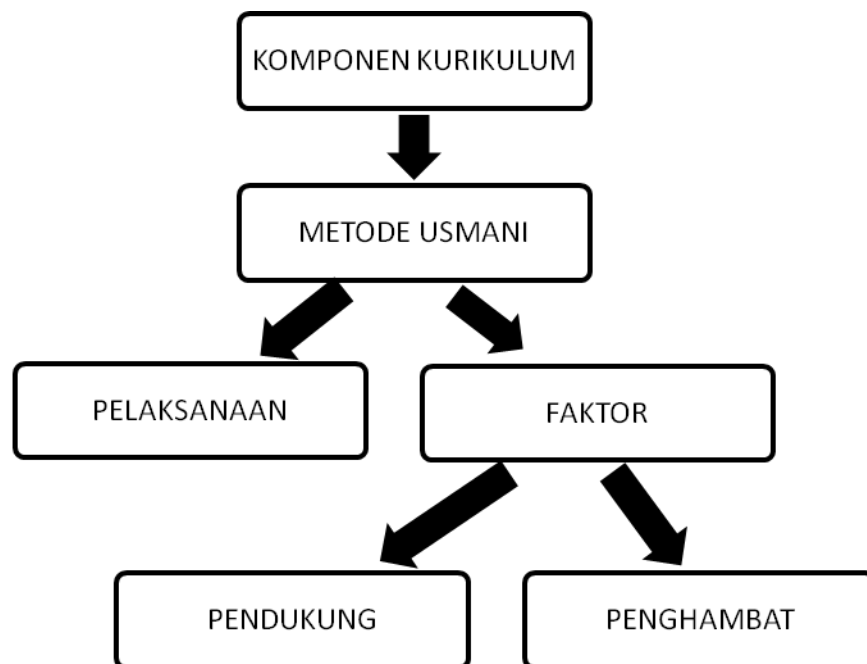 KOMPONEN KURIKULUM
METODE USMANI
PELAKSANAAN
FAKTOR
PENDUKUNG
PENGHAMBAT